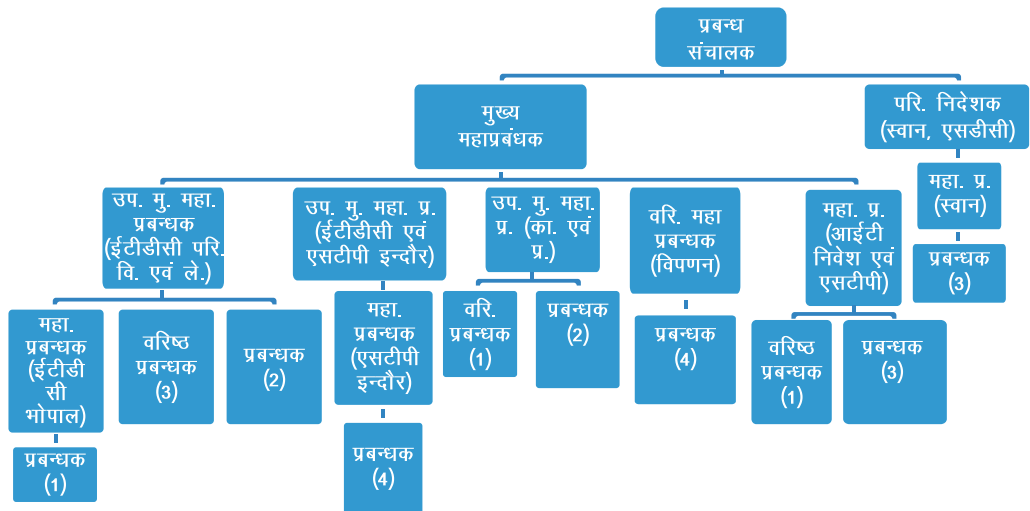 प्रबन्ध
संचालक
मुख्य
महाप्रबंधक
परि. निदेशक
(स्वान, एसडीसी)
महा. प्र.
(स्वान)
प्रबन्धक
(3)
उप. मु. महा.
प्रबन्धक
(ईटीडीसी परि.
वि. एवं ले.)
उप. मु. महा. प्र.
(ईटीडीसी एवं
एसटीपी इन्दौर)
उप. मु. महा.
प्र. (का. एवं
प्र.)
वरि. महा
प्रबन्धक
(विपणन)
महा. प्र.
(आईटी
निवेश एवं
एसटीपी)
महा.
प्रबन्धक
(ईटीडी
सी
भोपाल)
वरिष्ठ
प्रबन्धक
(3)
प्रबन्धक
(2)
महा.
प्रबन्धक
(एसटीपी
इन्दौर)
वरि.
प्रबन्धक
(1)
प्रबन्धक
(2)
प्रबन्धक
(4)
वरिष्ठ
प्रबन्धक
(1)
प्रबन्धक
(3)
प्रबन्धक
(1)
प्रबन्धक
(4)